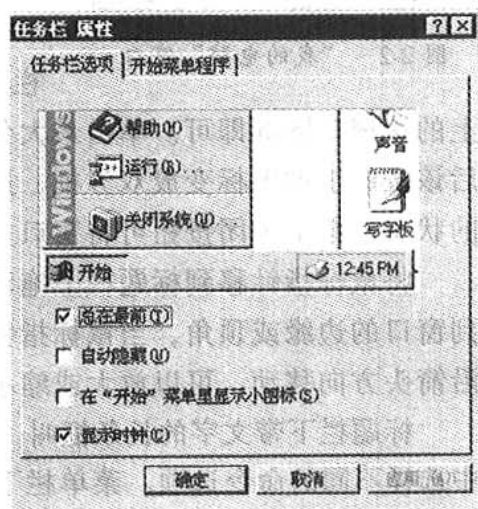 任务栏 属性
任务栏选项 开始菜单程序
Windows
帮助(H)
运行(R)...
关闭系统(U)
声音
写字板
开始 12:45 PM
总在最前(T)
自动隐藏(U)
在“开始”菜单里显示小图标(S)
显示时钟(C)
确定 取消 应用(A)